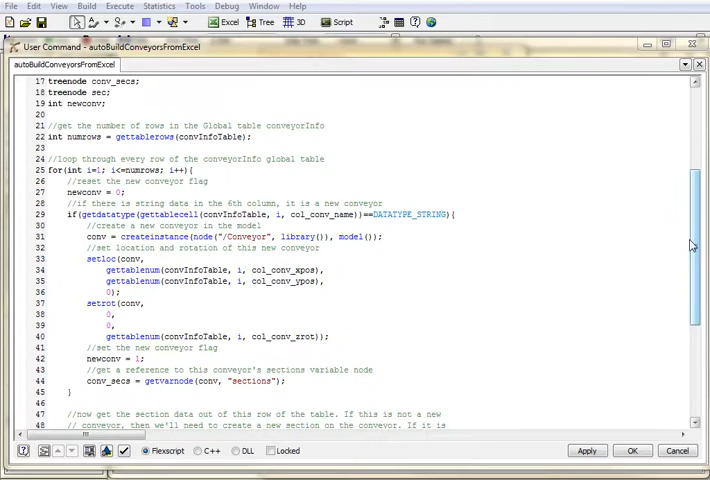 File Edit View Build Execute Statistics Tools Debug Window Help
Excel Tree 3D Script
User Command - autoBuildConveyorsFromExcel
autoBuildConveyorsFromExcel
17 treenode conv_secs;
18 treenode sec;
19 int newconv;
20
21 //get the number of rows in the Global table conveyorInfo
22 int numrows = gettablerows(convInfoTable);
23
24 //loop through every row of the conveyorInfo global table
25 for(int i=1; i<=numrows; i++){
26 //reset the new conveyor flag
27 newconv = 0;
28 //if there is string data in the 6th column, it is a new conveyor
29 if(getdatatype(gettablecell(convInfoTable, i, col_conv_name))==DATATYPE_STRING){
30 //create a new conveyor in the model
31 conv = createinstance(node("/Conveyor", library()), model());
32 //set location and rotation of this new conveyor
33 setloc(conv,
34 gettablenum(convInfoTable, i, col_conv_xpos),
35 gettablenum(convInfoTable, i, col_conv_ypos),
36 0);
37 setrot(conv,
38 0,
39 0,
40 gettablenum(convInfoTable, i, col_conv_zrot));
41 //set the new conveyor flag
42 newconv = 1;
43 //get a reference to this conveyor's sections variable node
44 conv_secs = getvarnode(conv, "sections");
45 }
46
47 //now get the section data out of this row of the table. If this is not a new
48 // conveyor, then we'll need to create a new section on the conveyor. If it is
Flexscript C++ DLL Locked Apply OK Cancel